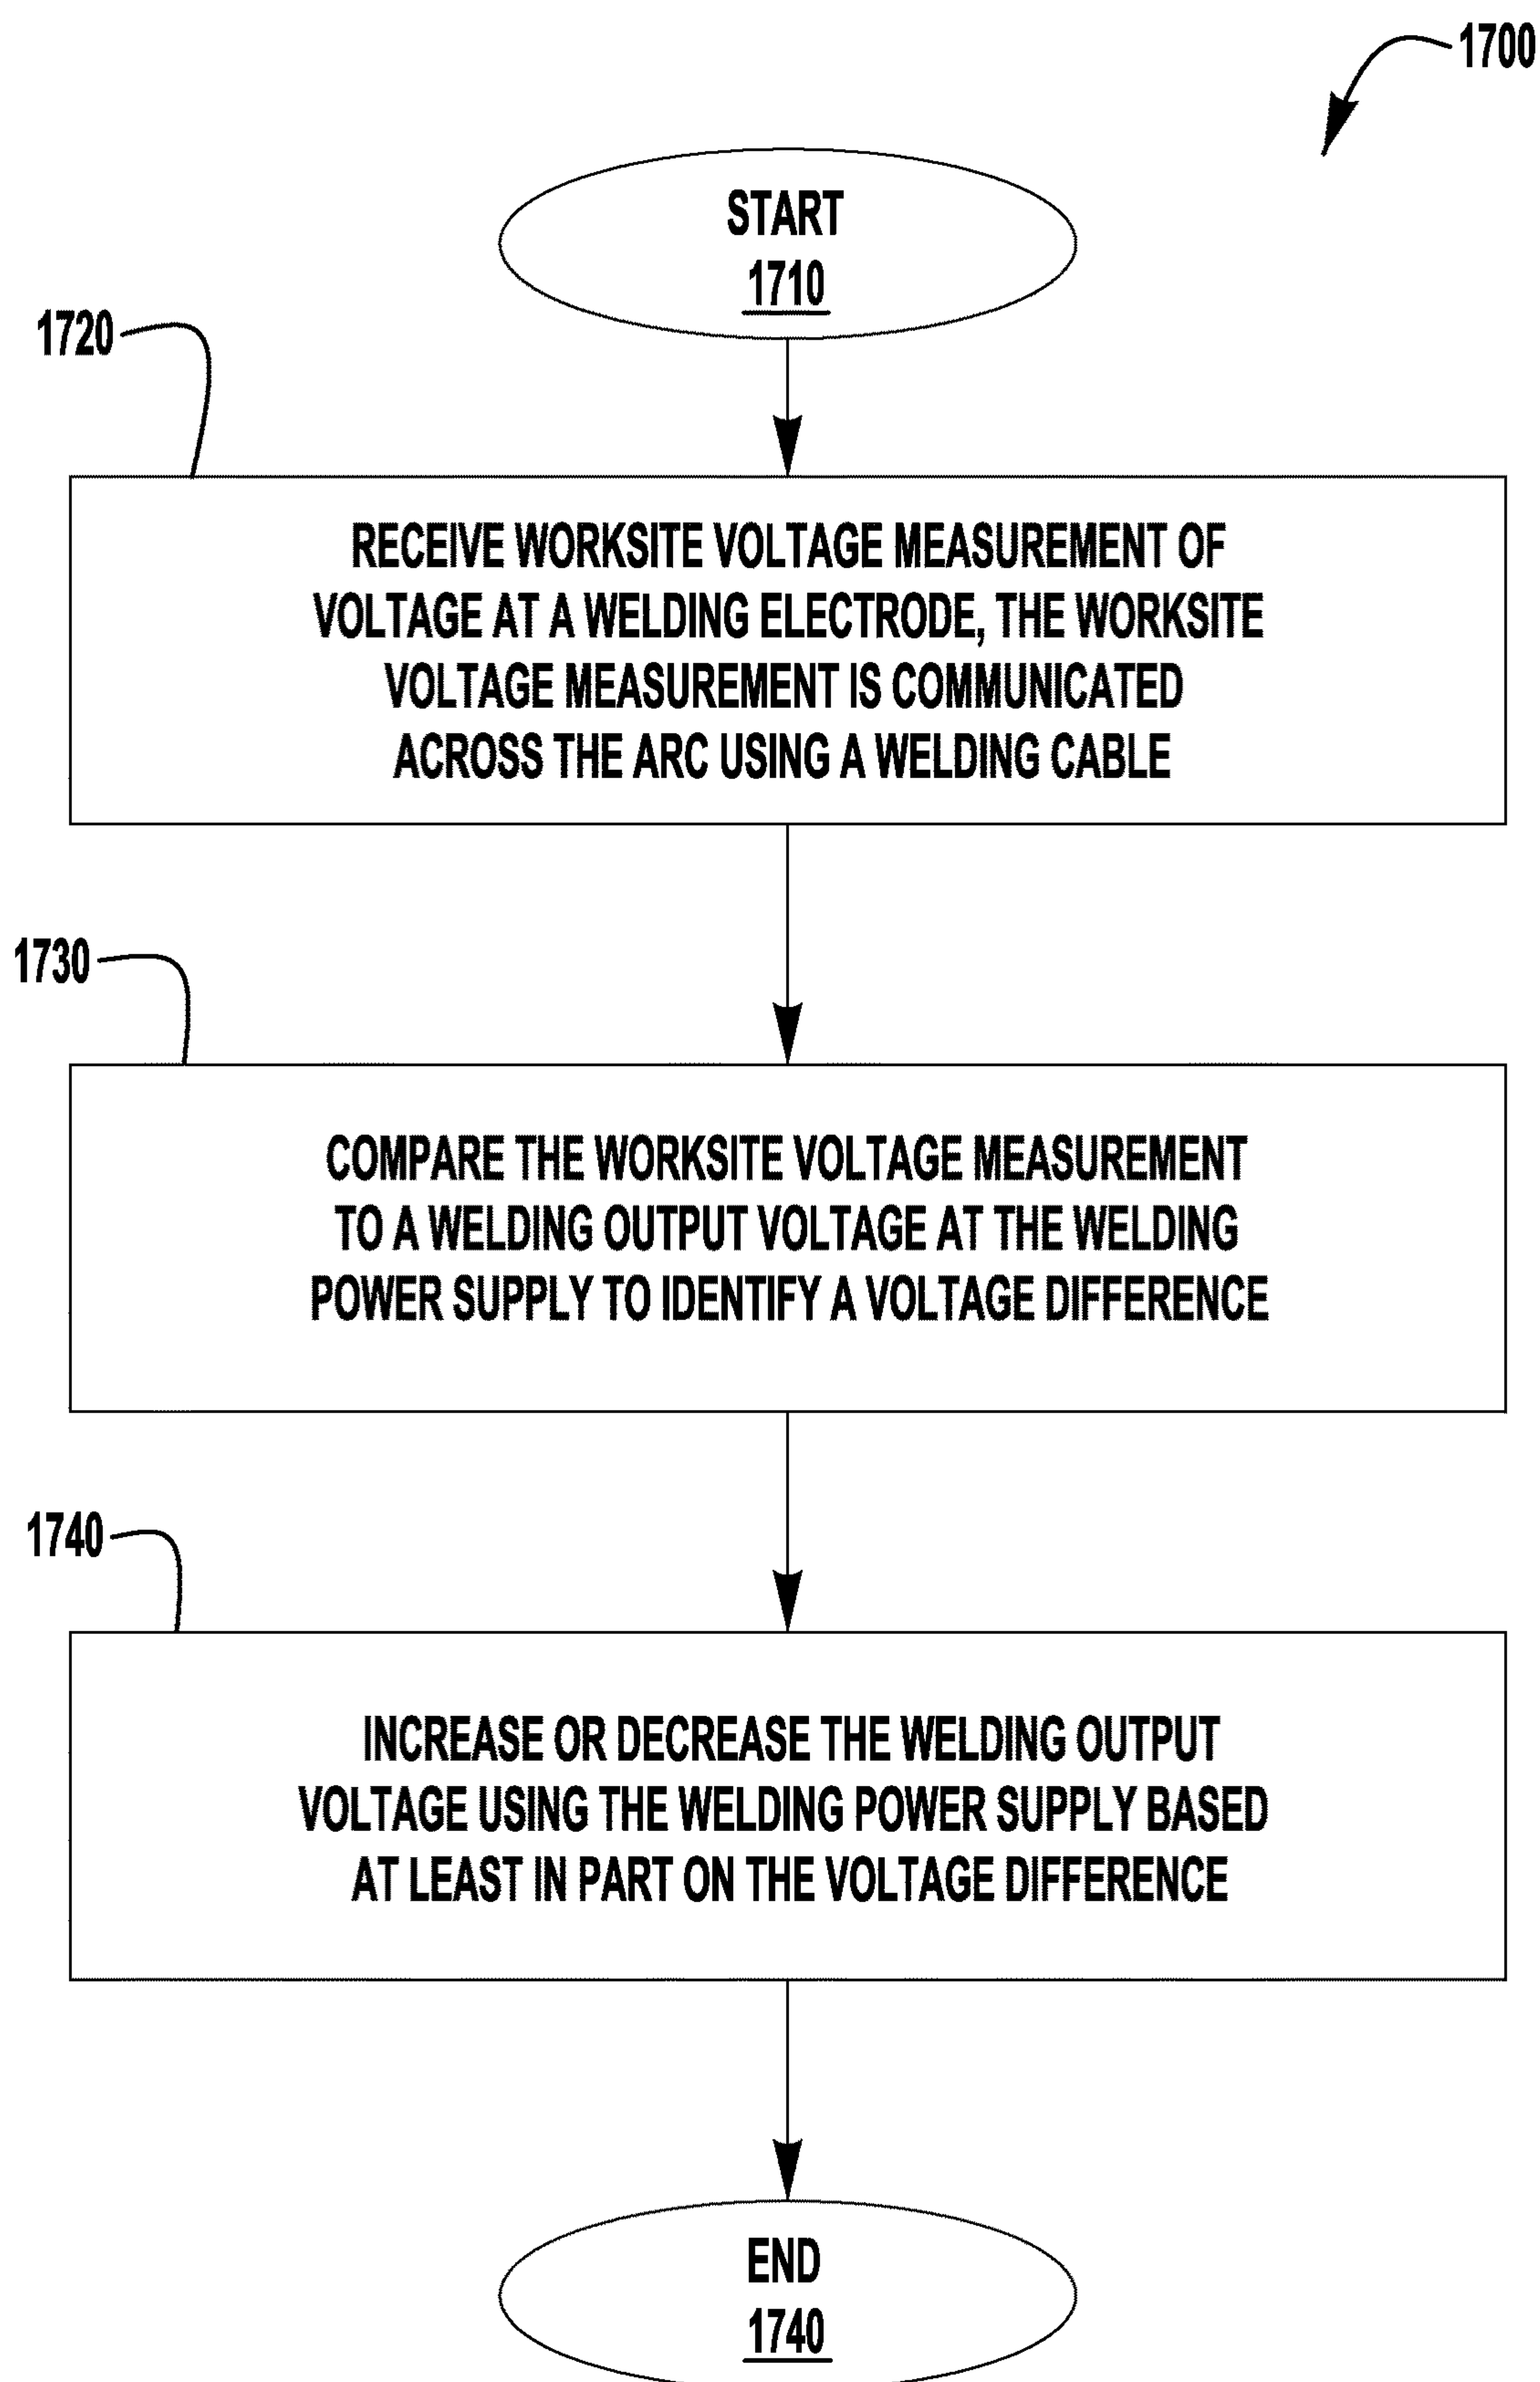 1700
START
1710
1720
RECEIVE WORKSITE VOLTAGE MEASUREMENT OF
VOLTAGE AT A WELDING ELECTRODE, THE WORKSITE
VOLTAGE MEASUREMENT IS COMMUNICATED
ACROSS THE ARC USING A WELDING CABLE
1730
COMPARE THE WORKSITE VOLTAGE MEASUREMENT
TO A WELDING OUTPUT VOLTAGE AT THE WELDING
POWER SUPPLY TO IDENTIFY A VOLTAGE DIFFERENCE
1740
INCREASE OR DECREASE THE WELDING OUTPUT
VOLTAGE USING THE WELDING POWER SUPPLY BASED
AT LEAST IN PART ON THE VOLTAGE DIFFERENCE
END
1740